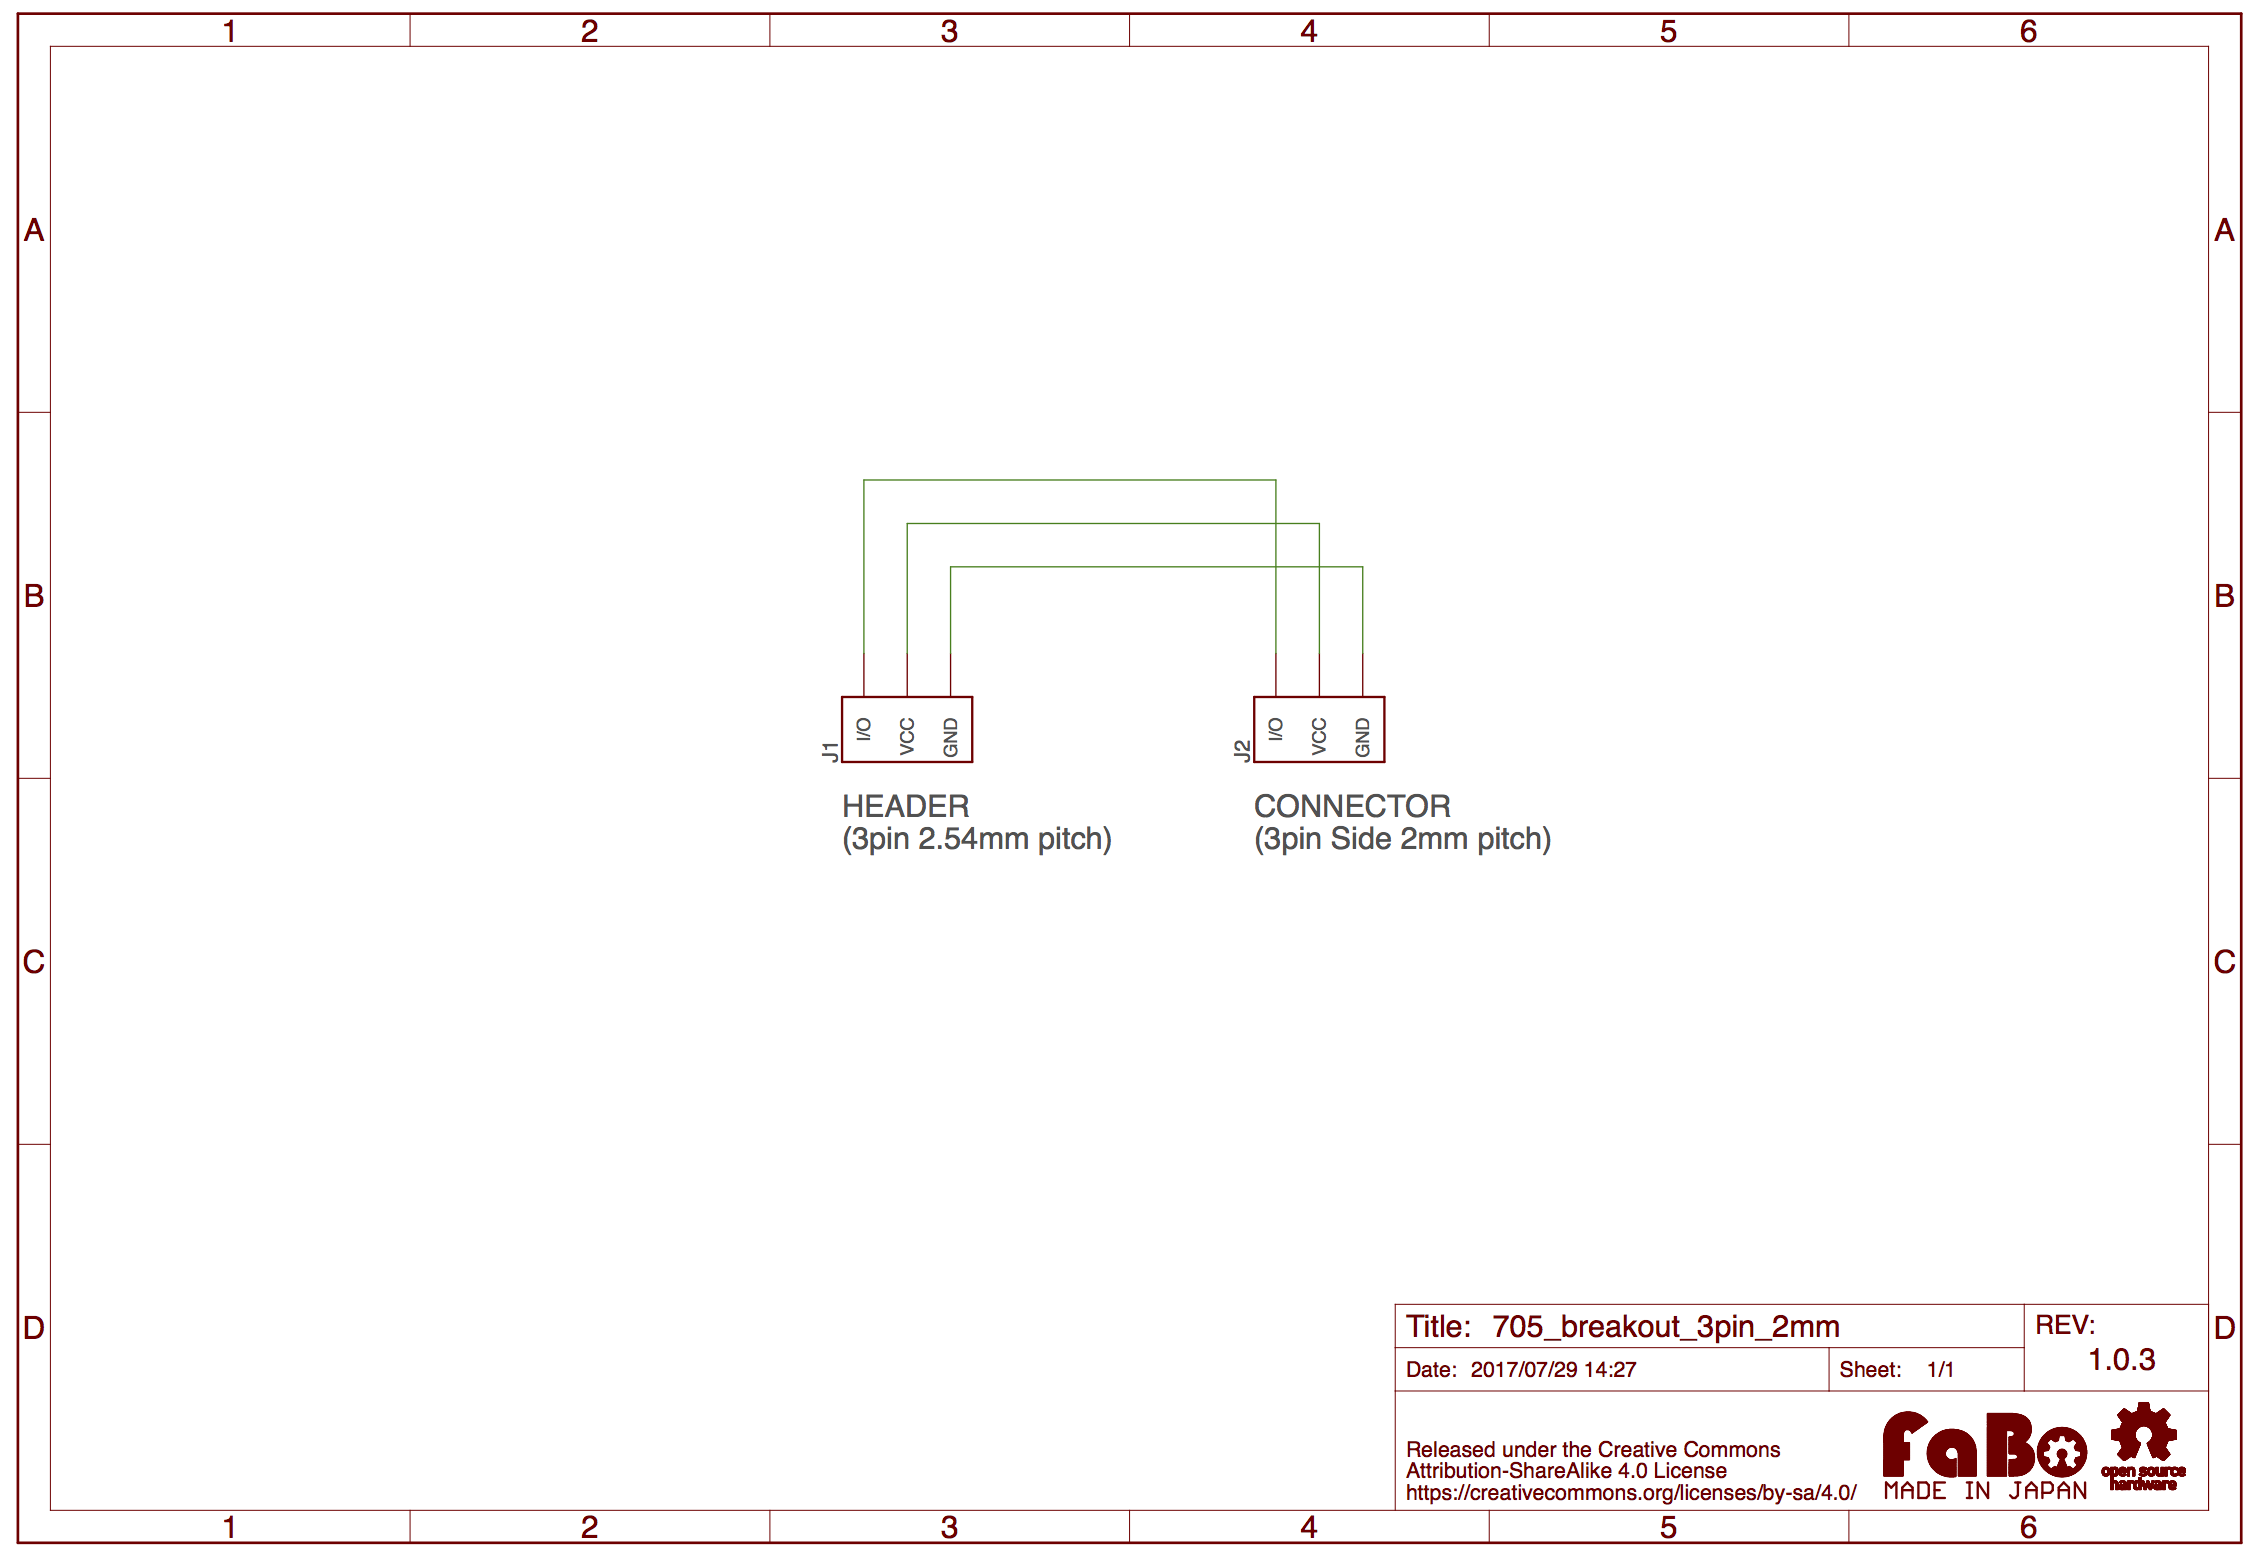 1 2 3 4 5 6
A A
I/O VCC GND I/O VCC GND
B B
J1 J2
HEADER CONNECTOR
(3pin 2.54mm pitch) (3pin Side 2mm pitch)
C C
Title: 705_breakout_3pin_2mm REV:
D D
1.0.3
Date: 2017/07/29 14:27 Sheet: 1/1
Released under the Creative Commons
Attribution-ShareAlike 4.0 License
https://creativecommons.org/licenses/by-sa/4.0/
FaBo
MADE IN JAPAN
open source
hardware
1 2 3 4 5 6